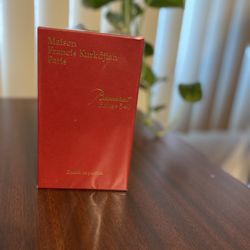 Maison
Francis Kurkdjian
Paris
Baccarat
Rouge 540